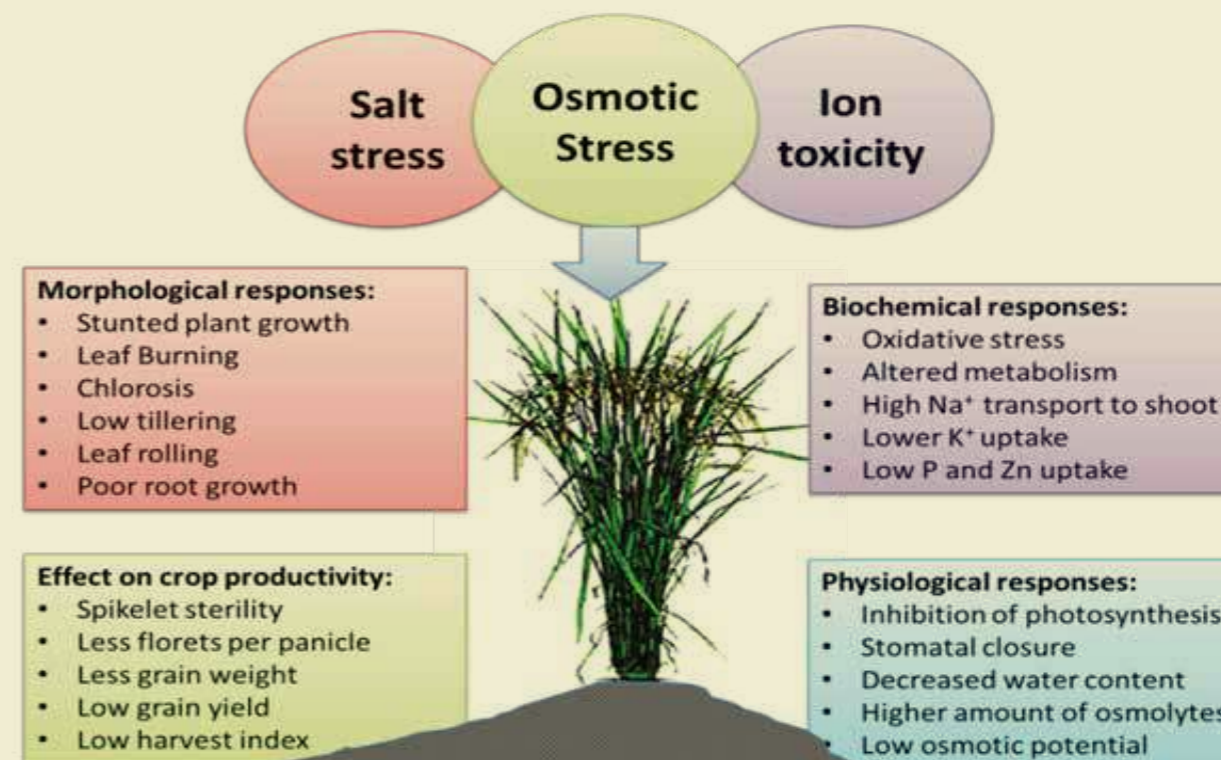 Salt
stress
Osmotic
Stress
Ion
toxicity
Morphological responses:
• Stunted plant growth
• Leaf Burning
• Chlorosis
• Low tillering
• Leaf rolling
• Poor root growth
Biochemical responses:
• Oxidative stress
• Altered metabolism
• High Na⁺ transport to shoot
• Lower K⁺ uptake
• Low P and Zn uptake
Effect on crop productivity:
• Spikelet sterility
• Less florets per panicle
• Less grain weight
• Low grain yield
• Low harvest index
Physiological responses:
• Inhibition of photosynthesis
• Stomatal closure
• Decreased water content
• Higher amount of osmolytes
• Low osmotic potential